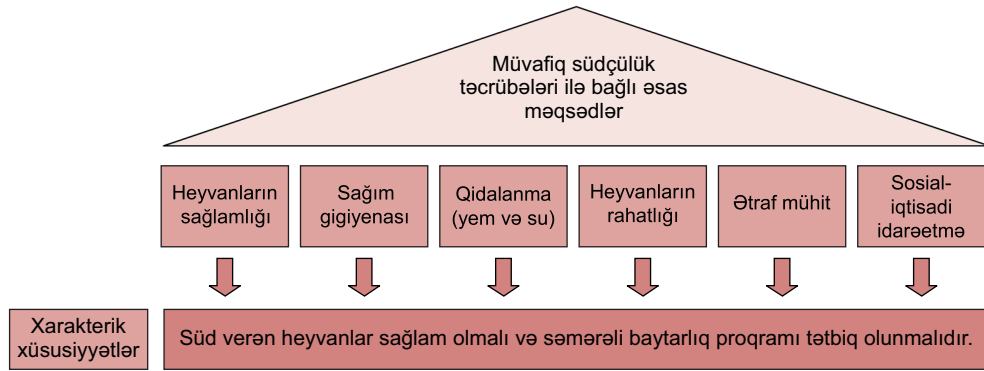 Müvafiq südçülük
təcrübələri ilə bağlı əsas
məqsədlər
Heyvanların
sağlamlığı
Sağım
gigiyenası
Qidalanma
(yem və su)
Heyvanların
rahatlığı
Ətraf mühit
Sosial-
iqtisadi
idarəetmə
Xarakterik
xüsusiyyətlər
Süd verən heyvanlar sağlam olmalı və səmərəli baytarlıq proqramı tətbiq olunmalıdır.